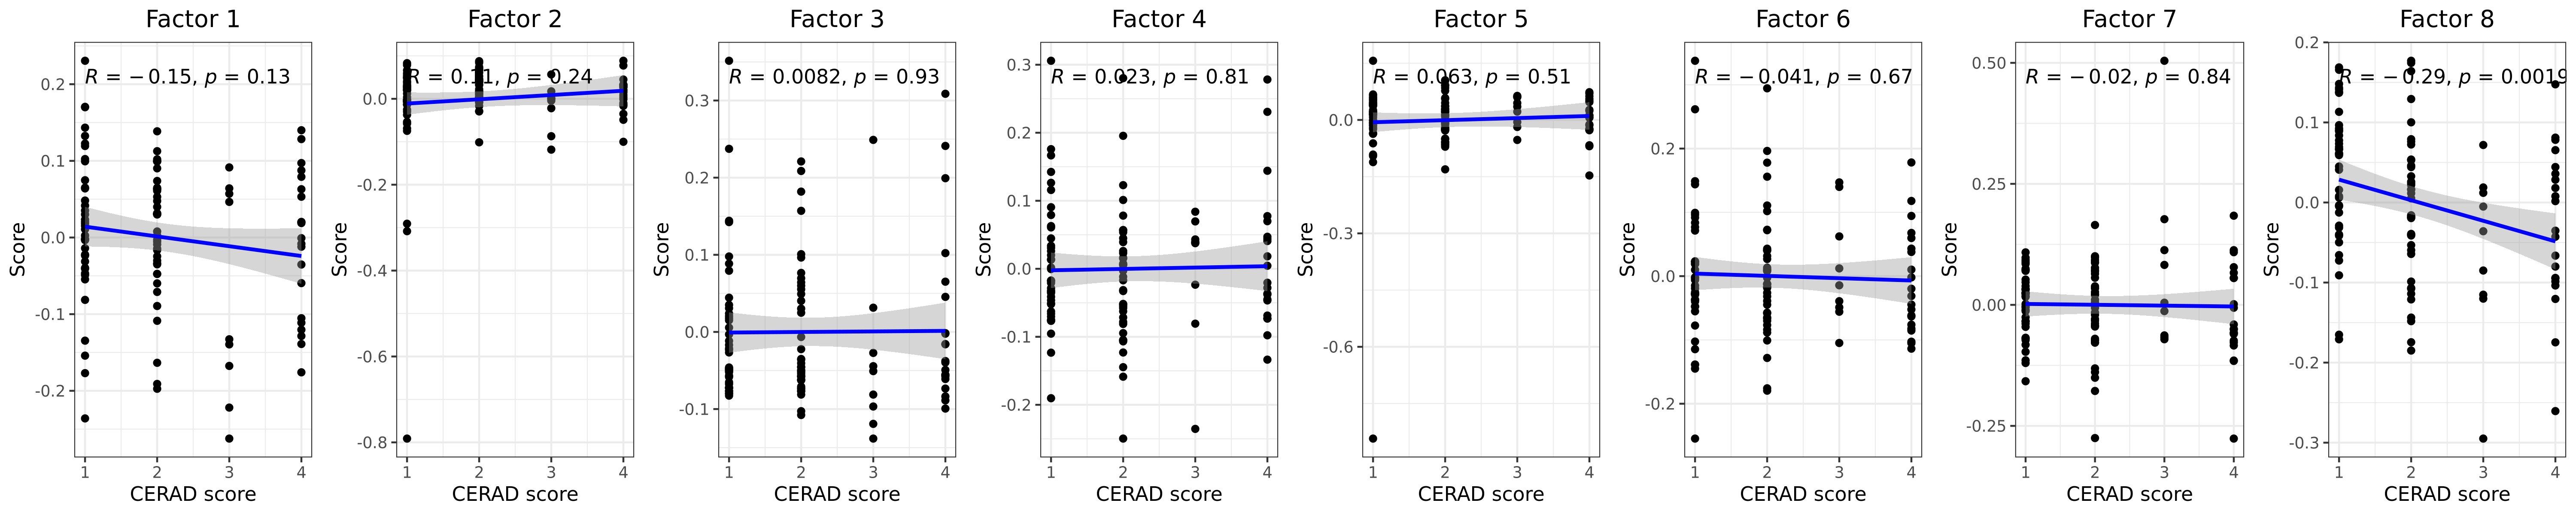 Factor 1 Factor 2 Factor 3 Factor 4 Factor 5 Factor 6 Factor 7 Factor 8
R = −0.15, p = 0.13
0.2
0.1
0.0
-0.1
-0.2
Score
1 2 3 4
CERAD score
R = 0.11, p = 0.24
0.0
-0.2
-0.4
-0.6
-0.8
Score
1 2 3 4
CERAD score
R = 0.0082, p = 0.93
0.3
0.2
0.1
0.0
-0.1
Score
1 2 3 4
CERAD score
R = 0.023, p = 0.81
0.3
0.2
0.1
0.0
-0.1
-0.2
Score
1 2 3 4
CERAD score
R = 0.063, p = 0.51
0.0
-0.3
-0.6
Score
1 2 3 4
CERAD score
R = −0.041, p = 0.67
0.2
0.0
-0.2
Score
1 2 3 4
CERAD score
R = −0.02, p = 0.84
0.50
0.25
0.00
-0.25
Score
1 2 3 4
CERAD score
R = −0.29, p = 0.0019
0.2
0.1
0.0
-0.1
-0.2
-0.3
Score
1 2 3 4
CERAD score